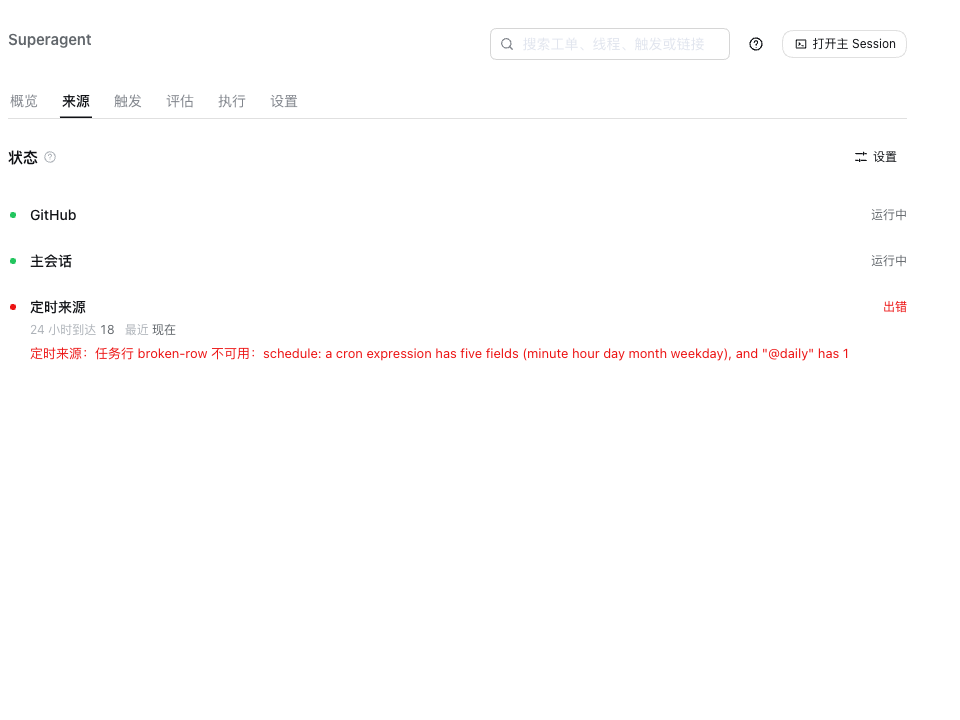 Superagent
搜索工单、线程、触发或链接
打开主 Session
概览 来源 触发 评估 执行 设置
状态
设置
GitHub 运行中
主会话 运行中
定时来源 出错
24 小时到达 18 最近 现在
定时来源：任务行 broken-row 不可用：schedule: a cron expression has five fields (minute hour day month weekday), and "@daily" has 1